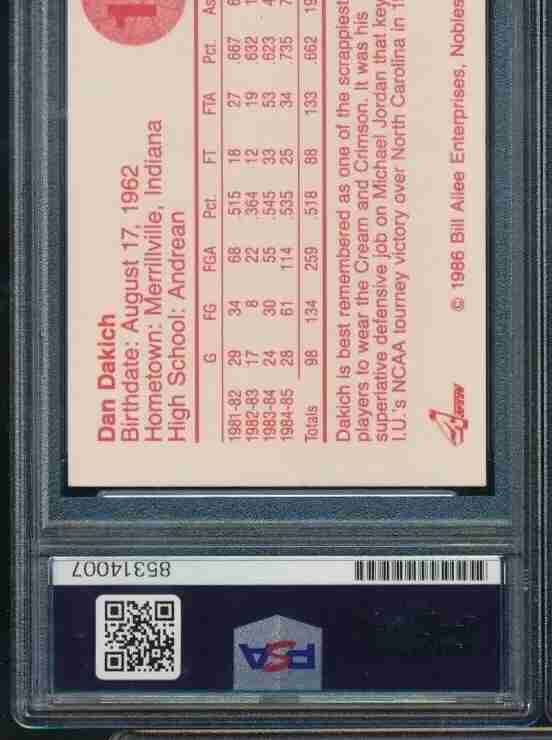 Dan Dakich
Birthdate: August 17, 1962
Hometown: Merrillville, Indiana
High School: Andrean
G FG FGA Pct. FT FTA Pct. As
1981-82 29 34 68 .515 18 27 .667
1982-83 17 8 22 .364 12 19 .632
1983-84 24 30 55 .545 33 53 .623
1984-85 28 61 114 .535 25 34 .735
Totals 98 134 259 .518 88 133 .662
Dakich is best remembered as one of the scrappiest
players to wear the Cream and Crimson. It was his
superlative defensive job on Michael Jordan that key
I.U.'s NCAA tourney victory over North Carolina in
© 1986 Bill Allee Enterprises, Nobles
85314007
PSA